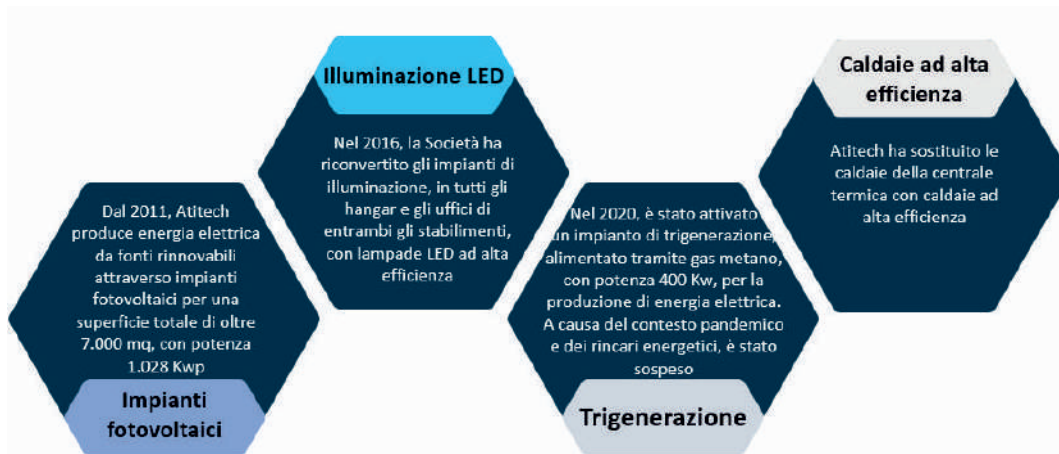 Dal 2011, Atitech
produce energia elettrica
da fonti rinnovabili
attraverso impianti
fotovoltaici per una
superficie totale di oltre
7.000 mq, con potenza
1.028 Kwp
Impianti
fotovoltaici
Illuminazione LED
Nel 2016, la Società ha
riconvertito gli impianti di
illuminazione, in tutti gli
hangar e gli uffici di
entrambi gli stabilimenti,
con lampade LED ad alta
efficienza
Nel 2020, è stato attivato
un impianto di trigenerazione,
alimentato tramite gas metano,
con potenza 400 Kw, per la
produzione di energia elettrica.
A causa del contesto pandemico
e dei rincari energetici, è stato
sospeso
Trigenerazione
Caldaie ad alta
efficienza
Atitech ha sostituito le
caldaie della centrale
termica con caldaie ad
alta efficienza